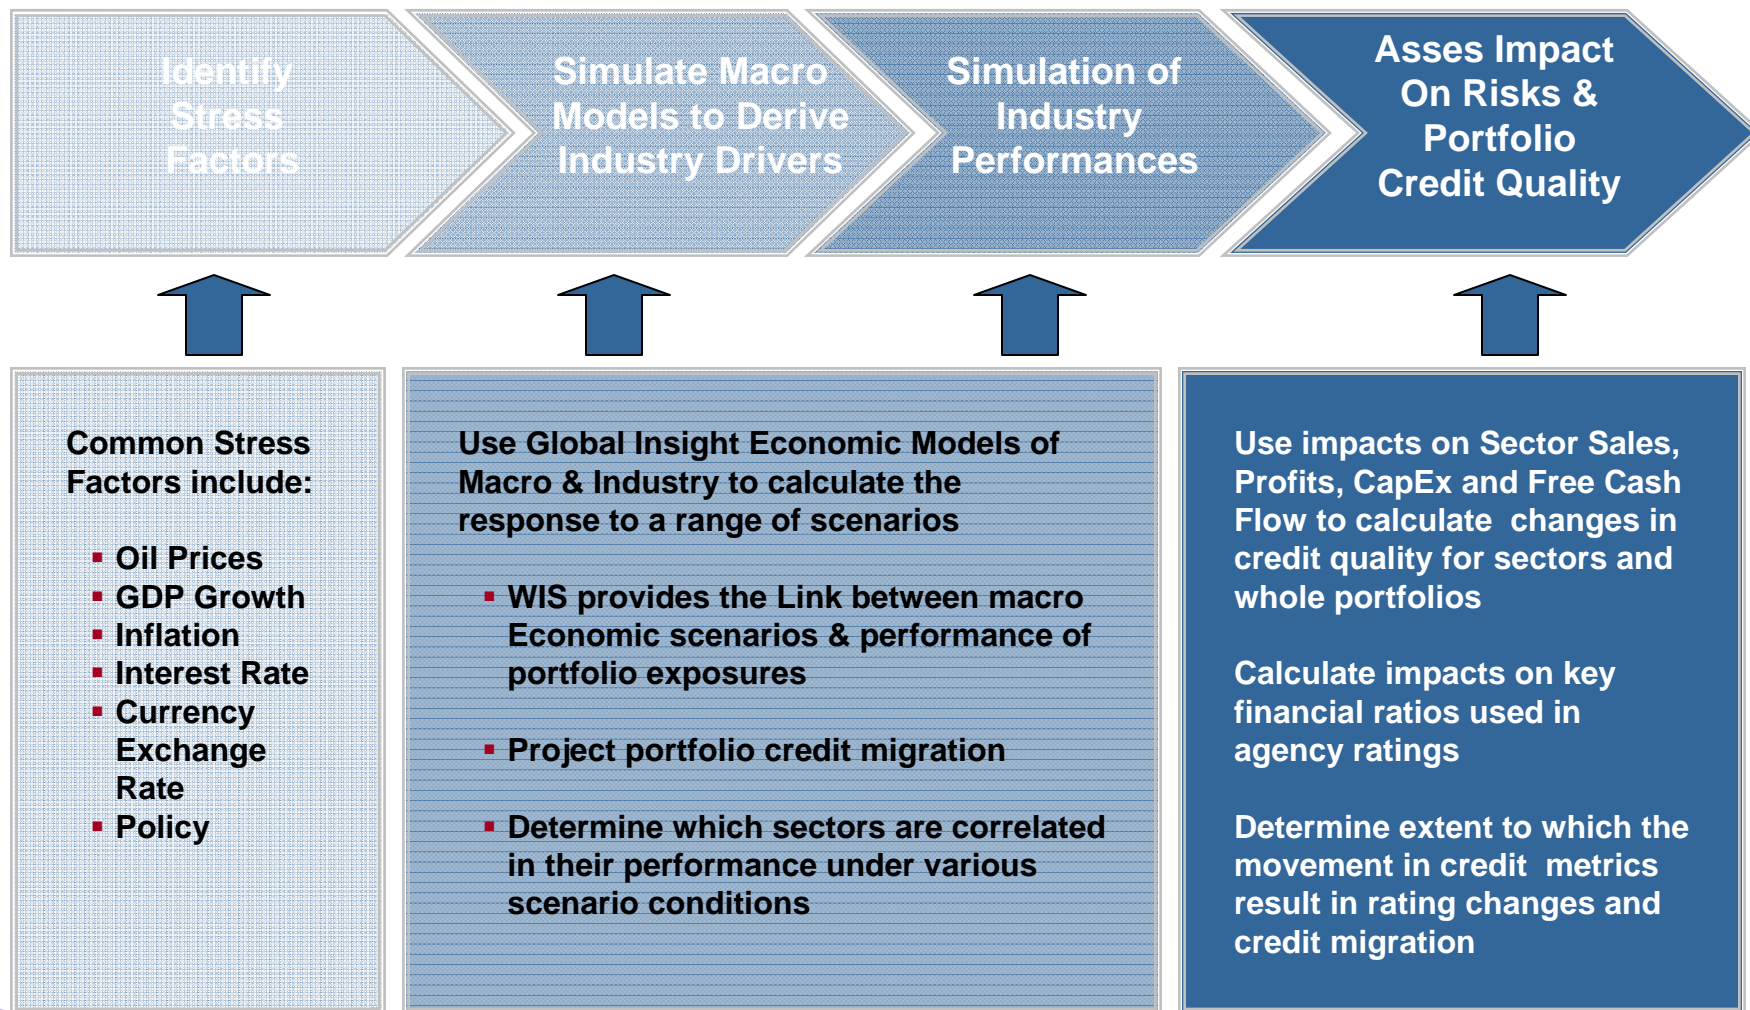 Identify
Stress
Factors
Simulate Macro
Models to Derive
Industry Drivers
Simulation of
Industry
Performances
Asses Impact
On Risks &
Portfolio
Credit Quality
Common Stress
Factors include:
▪ Oil Prices
▪ GDP Growth
▪ Inflation
▪ Interest Rate
▪ Currency
Exchange
Rate
▪ Policy
Use Global Insight Economic Models of
Macro & Industry to calculate the
response to a range of scenarios
▪ WIS provides the Link between macro
Economic scenarios & performance of
portfolio exposures
▪ Project portfolio credit migration
▪ Determine which sectors are correlated
in their performance under various
scenario conditions
Use impacts on Sector Sales,
Profits, CapEx and Free Cash
Flow to calculate  changes in
credit quality for sectors and
whole portfolios
Calculate impacts on key
financial ratios used in
agency ratings
Determine extent to which the
movement in credit  metrics
result in rating changes and
credit migration